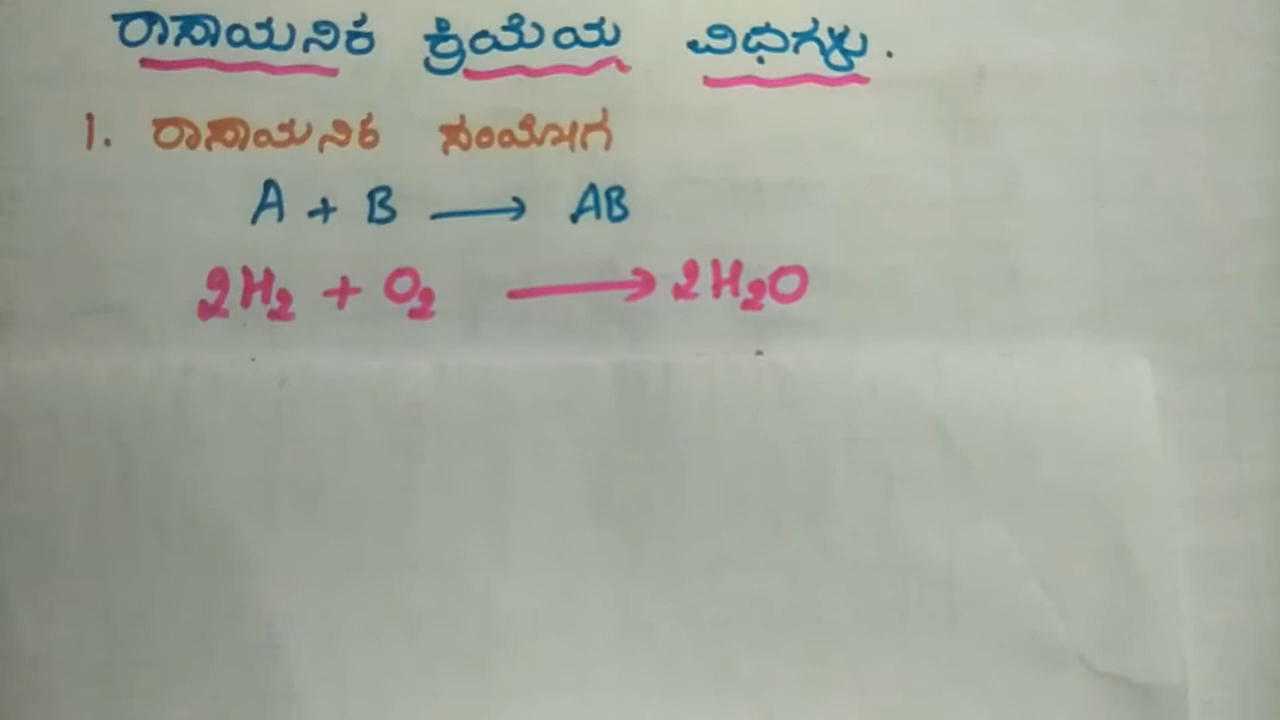 ರಾಸಾಯನಿಕ ಕ್ರಿಯೆಯ ವಿಧಗಳು.
1. ರಾಸಾಯನಿಕ ಸಂಯೋಗ
A + B ⟶ AB
2H₂ + O₂ ⟶ 2H₂O